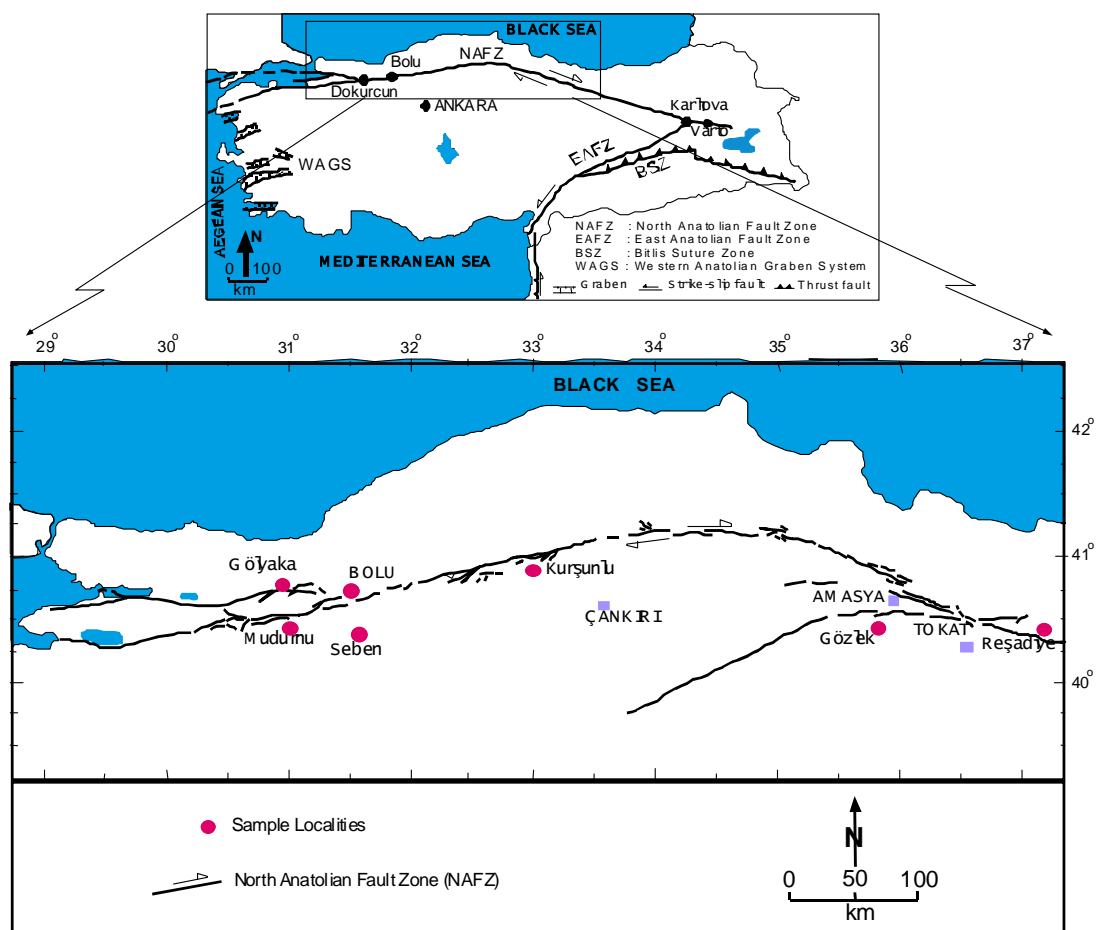 BLACK SEA
NAFZ
Bolu
Dokurcun
ANKARA
Karlıova
Varto
EAFZ
BSZ
WAGS
AEGEAN SEA
N
0 100
km
MEDITERRANEAN SEA
NAFZ : North Anatolian Fault Zone
EAFZ : East Anatolian Fault Zone
BSZ : Bitlis Suture Zone
WAGS : Western Anatolian Graben System
Graben Strike-slip fault Thrust fault
29° 30° 31° 32° 33° 34° 35° 36° 37°
BLACK SEA
42°
41°
Gölyaka
BOLU
Kurşunlu
AMASYA
ÇANKIRI
Mudurnu
Seben
Gözlek
TOKAT
Reşadiye
40°
Sample Localities
North Anatolian Fault Zone (NAFZ)
N
0 50 100
km